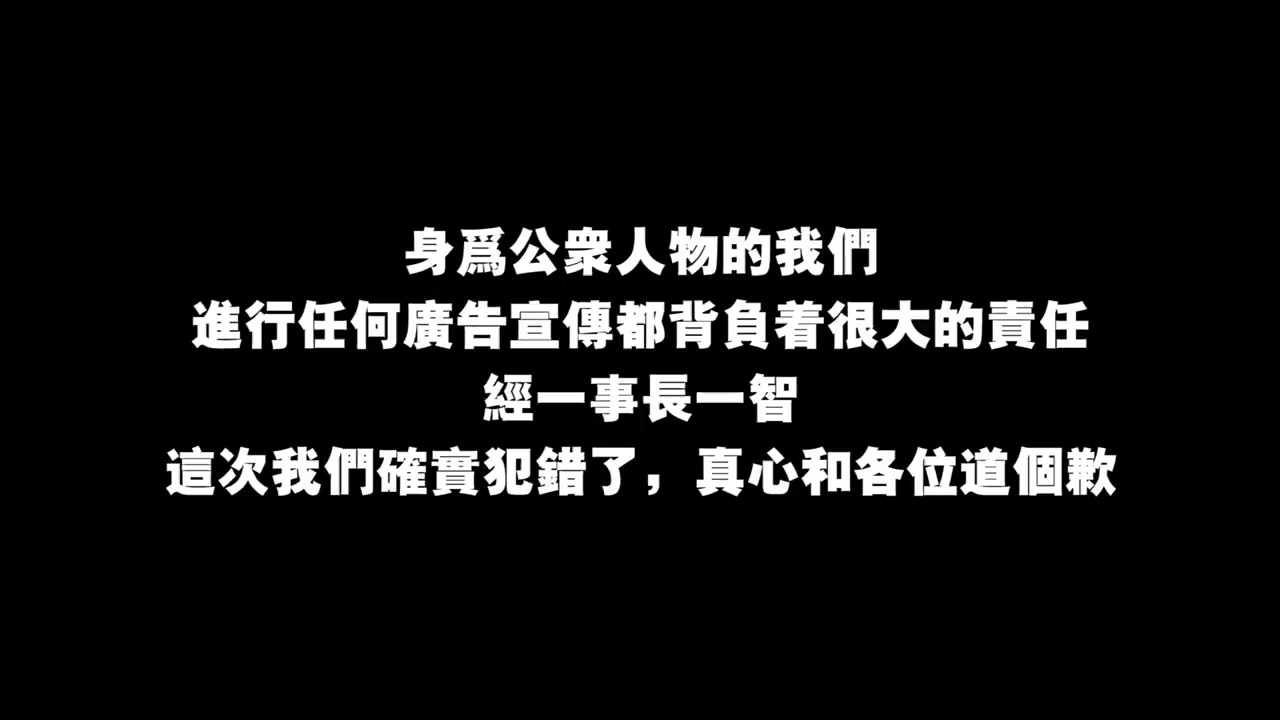 身爲公衆人物的我們
進行任何廣告宣傳都背負着很大的責任
經一事長一智
這次我們確實犯錯了，真心和各位道個歉